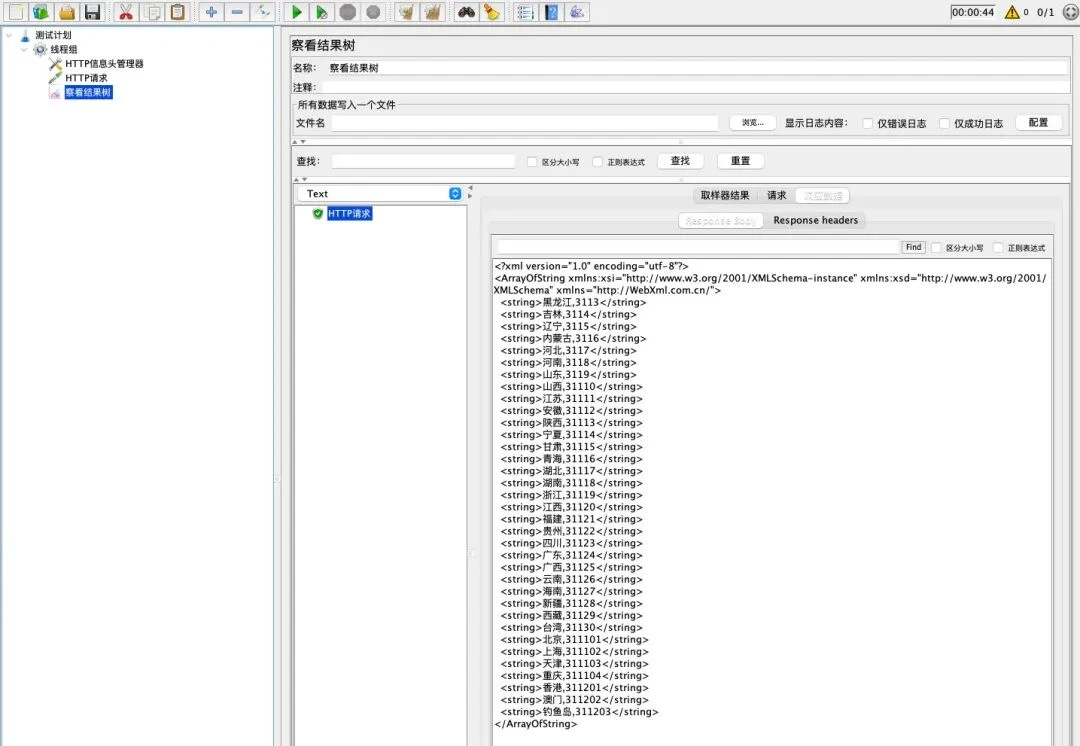 00:00:44
0
0/1
测试计划
线程组
HTTP信息头管理器
HTTP请求
察看结果树
察看结果树
名称: 察看结果树
注释:
所有数据写入一个文件
文件名 浏览... 显示日志内容: 仅错误日志 仅成功日志 配置
查找: 区分大小写 正则表达式 查找 重置
Text
HTTP请求
取样器结果 请求 响应数据
Response Body Response headers
Find 区分大小写 正则表达式
<?xml version="1.0" encoding="utf-8"?>
<ArrayOfString xmlns:xsi="http://www.w3.org/2001/XMLSchema-instance" xmlns:xsd="http://www.w3.org/2001/
XMLSchema" xmlns="http://WebXml.com.cn/">
<string>黑龙江,3113</string>
<string>吉林,3114</string>
<string>辽宁,3115</string>
<string>内蒙古,3116</string>
<string>河北,3117</string>
<string>河南,3118</string>
<string>山东,3119</string>
<string>山西,31110</string>
<string>江苏,31111</string>
<string>安徽,31112</string>
<string>陕西,31113</string>
<string>宁夏,31114</string>
<string>甘肃,31115</string>
<string>青海,31116</string>
<string>湖北,31117</string>
<string>湖南,31118</string>
<string>浙江,31119</string>
<string>江西,31120</string>
<string>福建,31121</string>
<string>贵州,31122</string>
<string>四川,31123</string>
<string>广东,31124</string>
<string>广西,31125</string>
<string>云南,31126</string>
<string>海南,31127</string>
<string>新疆,31128</string>
<string>西藏,31129</string>
<string>台湾,31130</string>
<string>北京,311101</string>
<string>上海,311102</string>
<string>天津,311103</string>
<string>重庆,311104</string>
<string>香港,311201</string>
<string>澳门,311202</string>
<string>钓鱼岛,311203</string>
</ArrayOfString>